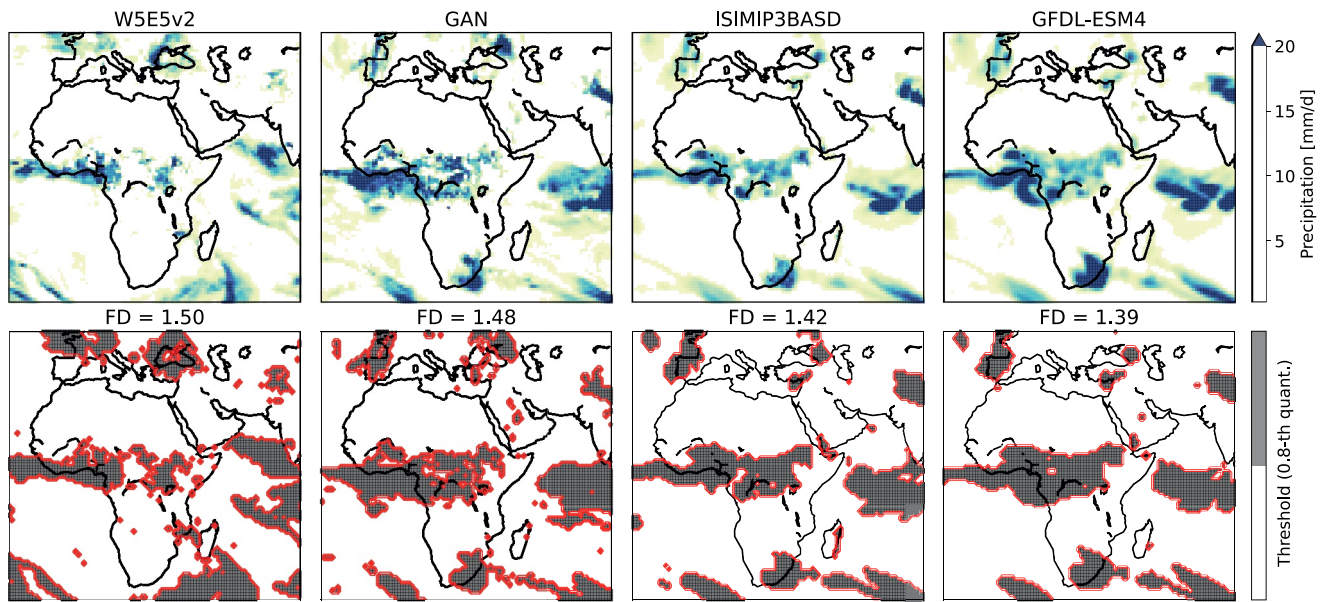 W5E5v2
GAN
ISIMIP3BASD
GFDL-ESM4
20
15
10
5
Precipitation [mm/d]
FD = 1.50
FD = 1.48
FD = 1.42
FD = 1.39
Threshold (0.8-th quant.)